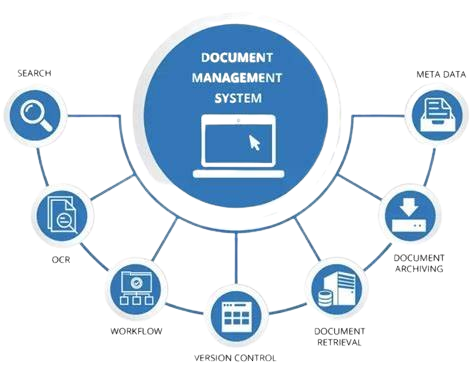 DOCUMENT
MANAGEMENT
SYSTEM
SEARCH
META DATA
OCR
DOCUMENT
ARCHIVING
WORKFLOW
DOCUMENT
RETRIEVAL
VERSION CONTROL